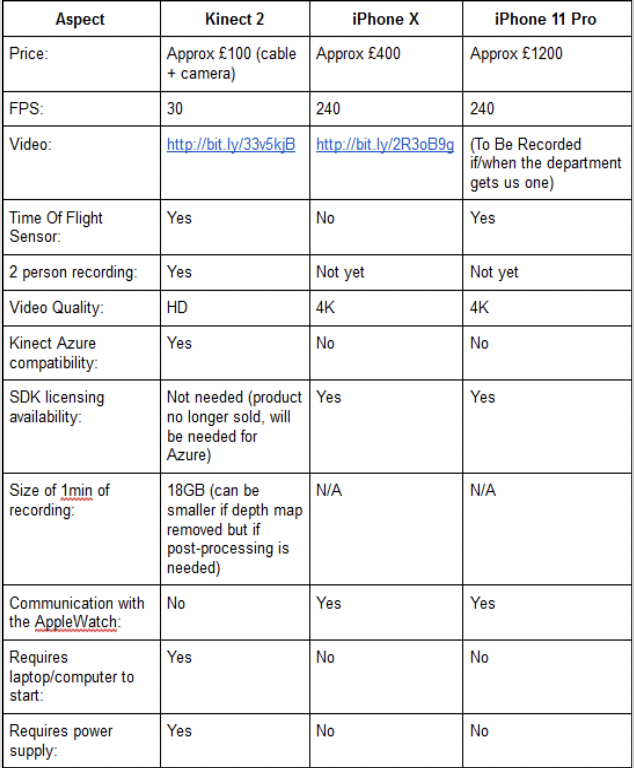 Aspect Kinect 2 iPhone X iPhone 11 Pro
Price: Approx £100 (cable Approx £400 Approx £1200
+ camera)
FPS: 30 240 240
Video: http://bit.ly/33v5kjB http://bit.ly/2R3oB9g (To Be Recorded
if/when the department
gets us one)
Time Of Flight Yes No Yes
Sensor:
2 person recording: Yes Not yet Not yet
Video Quality: HD 4K 4K
Kinect Azure Yes No No
compatibility:
SDK licensing Not needed (product Yes Yes
availability: no longer sold, will
be needed for
Azure)
Size of 1min of 18GB (can be N/A N/A
recording: smaller if depth map
removed but if
post-processing is
needed)
Communication with No Yes Yes
the AppleWatch:
Requires Yes No No
laptop/computer to
start:
Requires power Yes No No
supply: